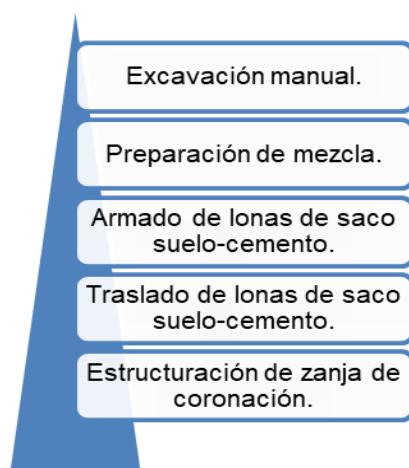 Excavación manual.
Preparación de mezcla.
Armado de lonas de saco
suelo-cemento.
Traslado de lonas de saco
suelo-cemento.
Estructuración de zanja de
coronación.